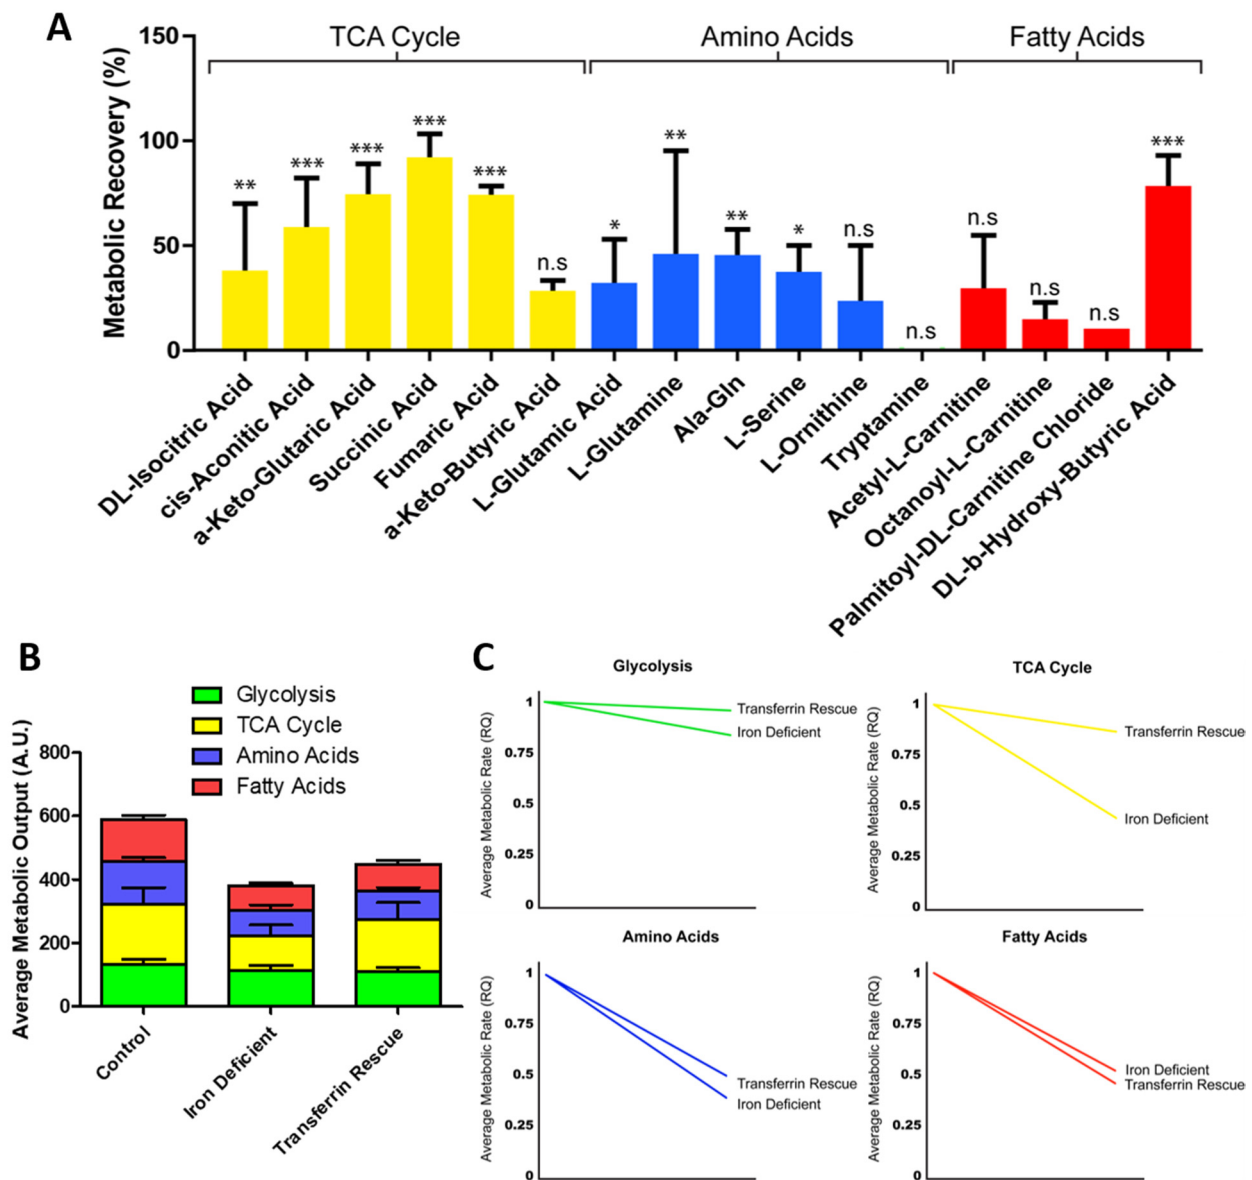 A
Metabolic Recovery (%)
150
100
50
0
TCA Cycle
Amino Acids
Fatty Acids
**
***
***
***
***
n.s
*
**
**
*
n.s
n.s
n.s
n.s
n.s
***
DL-Isocitric Acid
cis-Aconitic Acid
a-Keto-Glutaric Acid
Succinic Acid
Fumaric Acid
a-Keto-Butyric Acid
L-Glutamic Acid
L-Glutamine
Ala-Gln
L-Serine
L-Ornithine
Tryptamine
Acetyl-L-Carnitine
Octanoyl-L-Carnitine
Palmitoyl-DL-Carnitine Chloride
DL-b-Hydroxy-Butyric Acid
B
Glycolysis
TCA Cycle
Amino Acids
Fatty Acids
Average Metabolic Output (A.U.)
800
600
400
200
0
Control
Iron Deficient
Transferrin Rescue
C
Glycolysis
Average Metabolic Rate (RQ)
1
0.75
0.5
0.25
0
Transferrin Rescue
Iron Deficient
TCA Cycle
Average Metabolic Rate (RQ)
1
0.75
0.5
0.25
0
Transferrin Rescue
Iron Deficient
Amino Acids
Average Metabolic Rate (RQ)
1
0.75
0.5
0.25
0
Transferrin Rescue
Iron Deficient
Fatty Acids
Average Metabolic Rate (RQ)
1
0.75
0.5
0.25
0
Iron Deficient
Transferrin Rescue